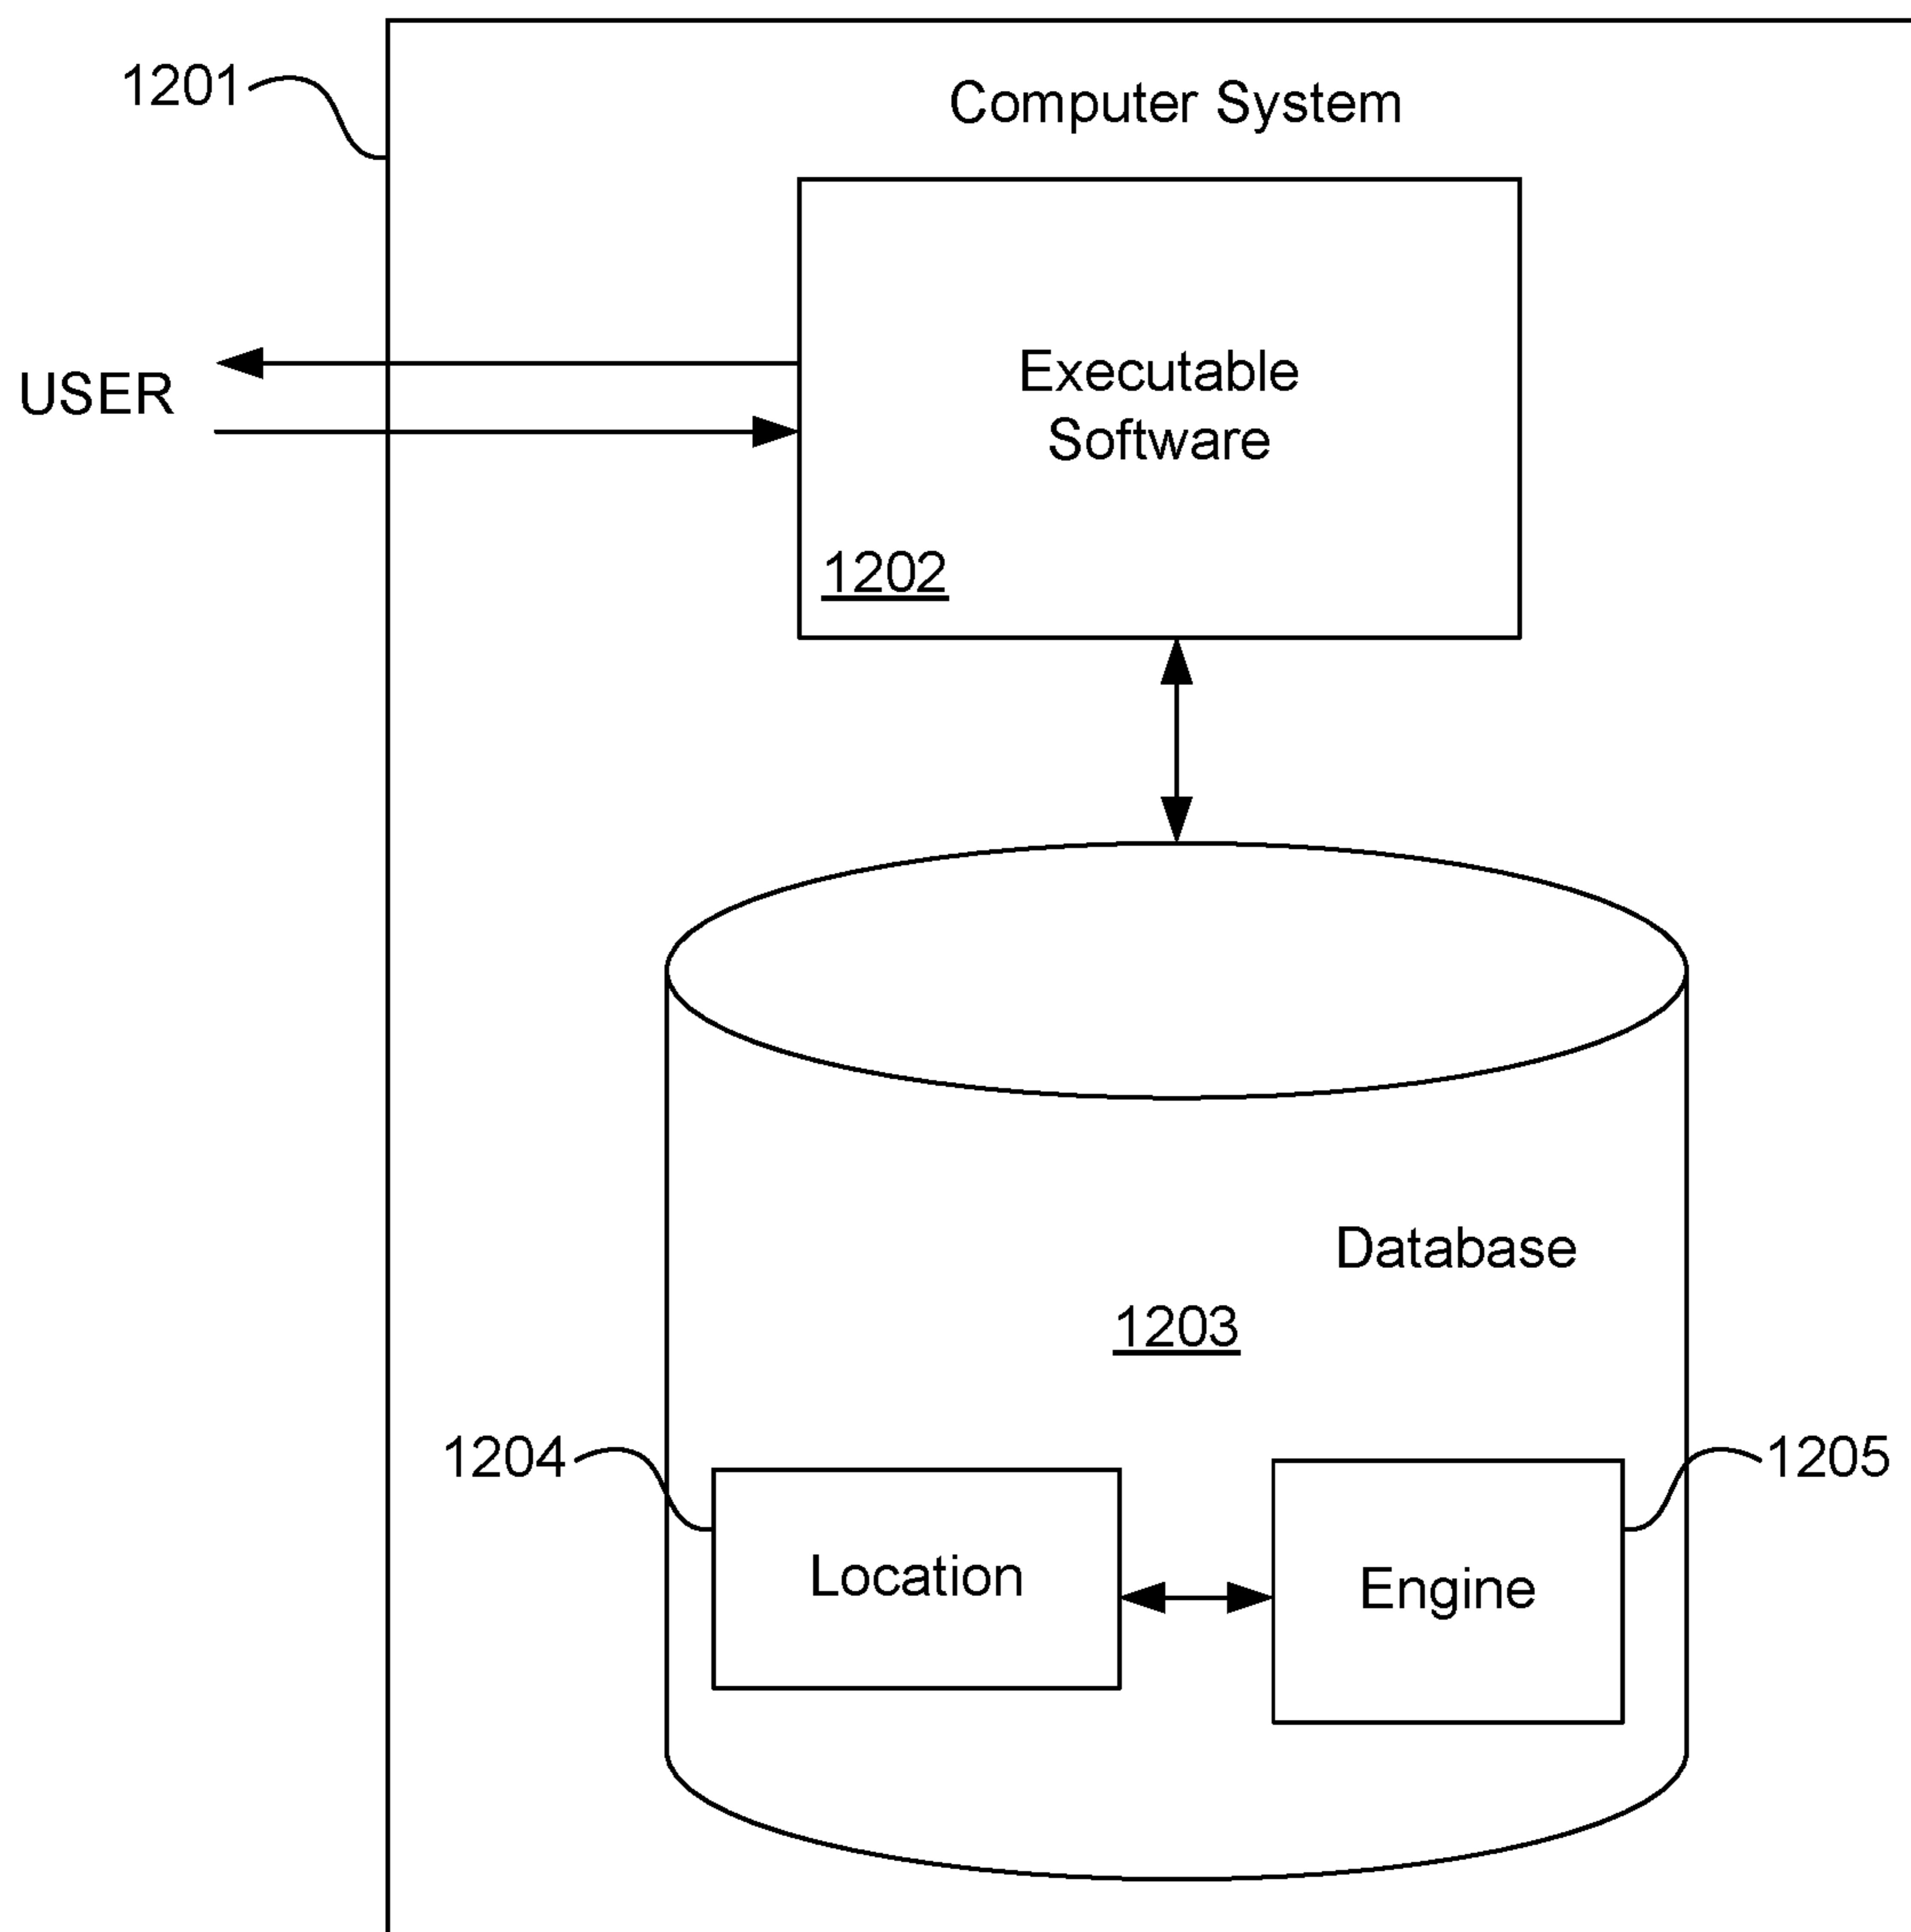 1201
Computer System
USER
Executable
Software
1202
Database
1203
1204
1205
Location
Engine